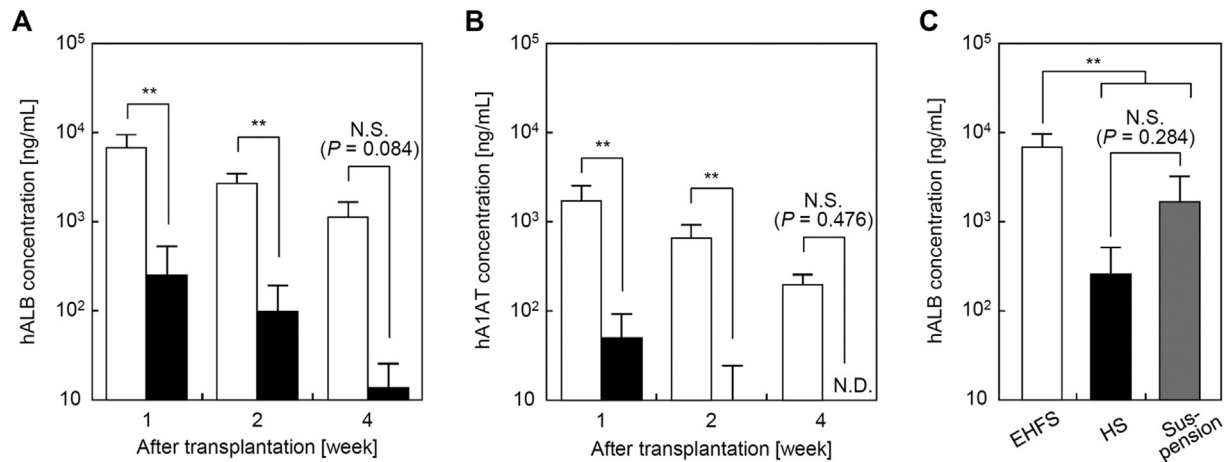 A
hALB concentration [ng/mL]
10⁵
10⁴
10³
10²
10
**
**
N.S.
(P = 0.084)
1
2
4
After transplantation [week]
B
hA1AT concentration [ng/mL]
10⁵
10⁴
10³
10²
10
**
**
N.S.
(P = 0.476)
N.D.
1
2
4
After transplantation [week]
C
hALB concentration [ng/mL]
10⁵
10⁴
10³
10²
10
**
N.S.
(P = 0.284)
EHFS
HS
Sus-
pension